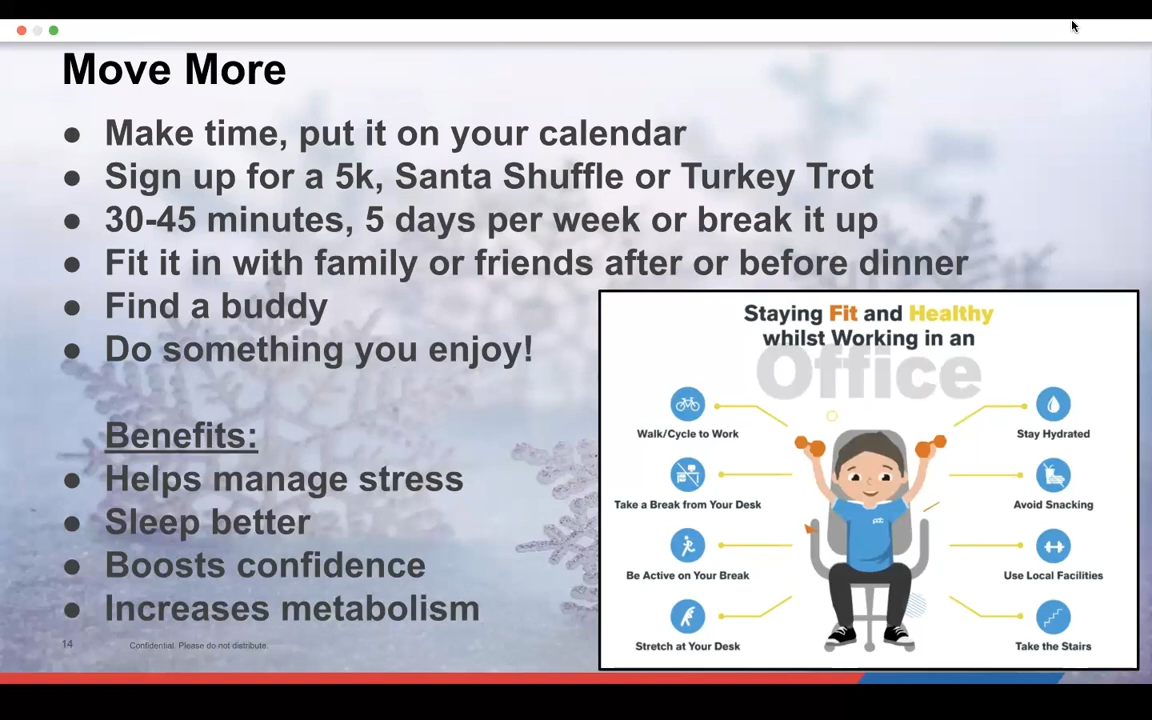 Move More
● Make time, put it on your calendar
● Sign up for a 5k, Santa Shuffle or Turkey Trot
● 30-45 minutes, 5 days per week or break it up
● Fit it in with family or friends after or before dinner
● Find a buddy
● Do something you enjoy!
Benefits:
● Helps manage stress
● Sleep better
● Boosts confidence
● Increases metabolism
14
Confidential. Please do not distribute.
Staying Fit and Healthy
whilst Working in an
Office
Walk/Cycle to Work
Take a Break from Your Desk
Be Active on Your Break
Stretch at Your Desk
Stay Hydrated
Avoid Snacking
Use Local Facilities
Take the Stairs